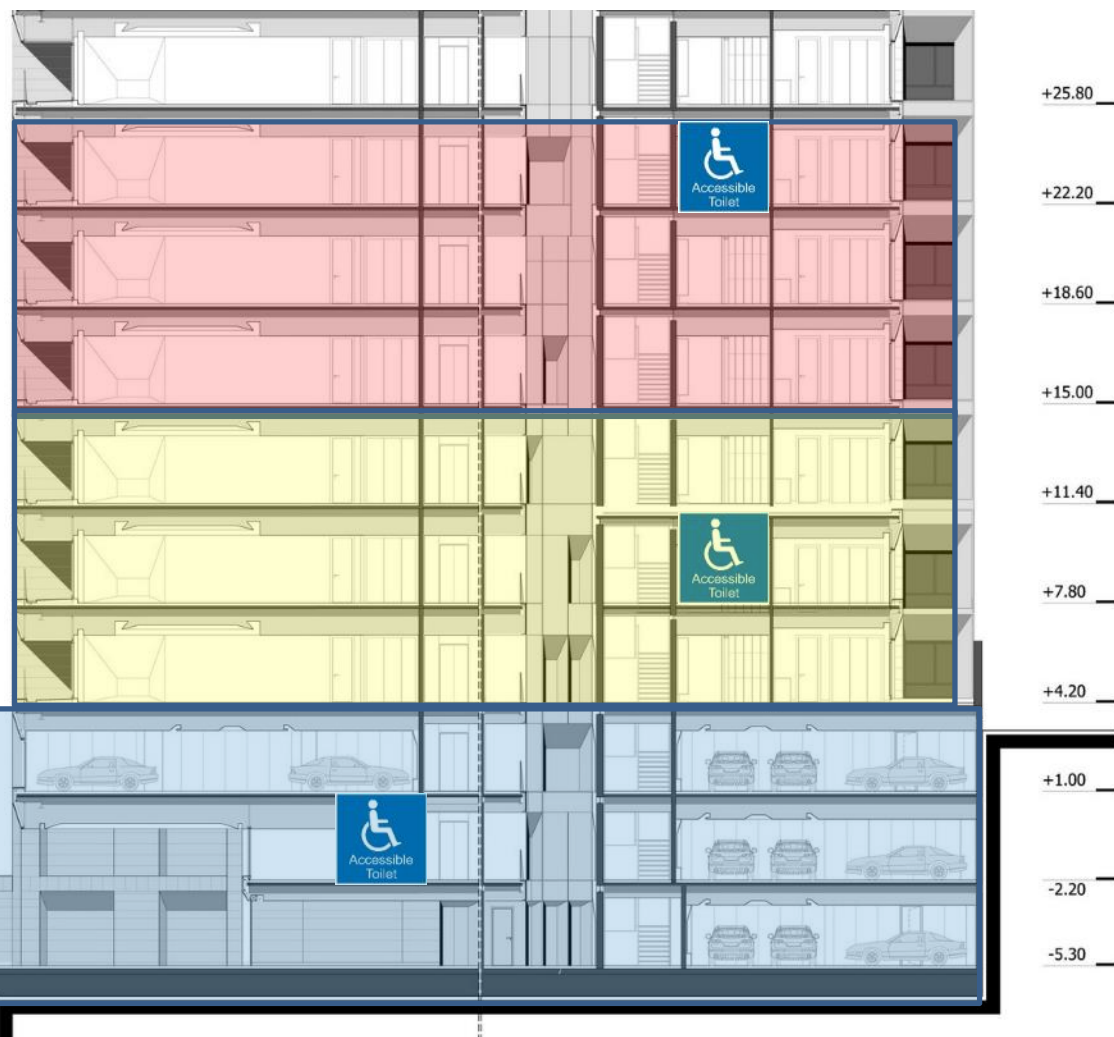 +25.80
Accessible
Toilet
+22.20
+18.60
+15.00
+11.40
Accessible
Toilet
+7.80
+4.20
+1.00
Accessible
Toilet
-2.20
-5.30